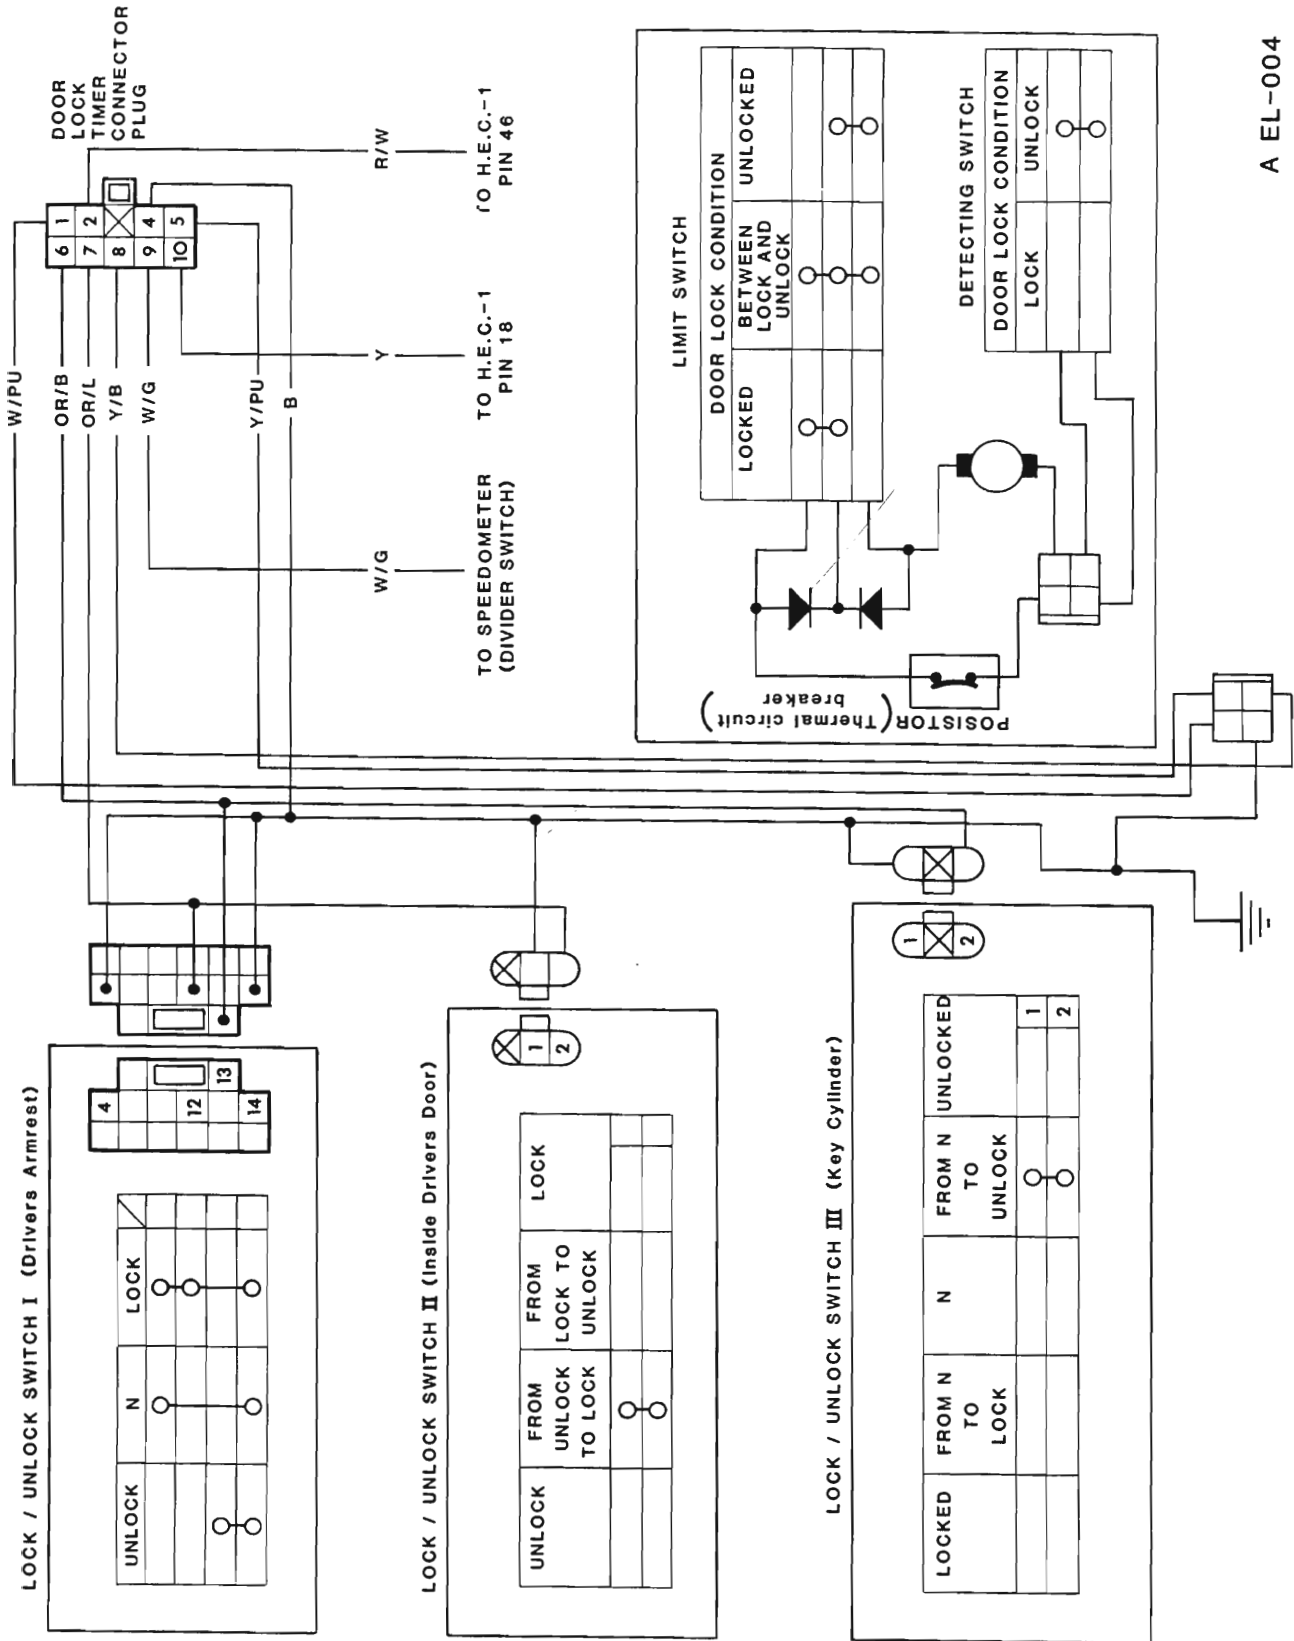 DOOR
LOCK
TIMER
CONNECTOR
PLUG
1
2
4
5
6
7
8
9
10
W/PU
OR/B
OR/L
Y/B
W/G
Y/PU
B
R/W
TO H.E.C.-1
PIN 46
Y
TO H.E.C.-1
PIN 18
W/G
TO SPEEDOMETER
(DIVIDER SWITCH)
LIMIT SWITCH
DOOR LOCK CONDITION
LOCKED
BETWEEN
LOCK AND
UNLOCK
UNLOCKED
DETECTING SWITCH
DOOR LOCK CONDITION
LOCK
UNLOCK
POSISTOR (Thermal circuit
breaker)
LOCK / UNLOCK SWITCH I (Drivers Armrest)
UNLOCK
N
LOCK
4
12
13
14
LOCK / UNLOCK SWITCH II (Inside Drivers Door)
UNLOCK
FROM
UNLOCK
TO LOCK
FROM
LOCK TO
UNLOCK
LOCK
1
2
LOCK / UNLOCK SWITCH III (Key Cylinder)
LOCKED
FROM N
TO
LOCK
N
FROM N
TO
UNLOCK
UNLOCKED
1
2
1
2
A EL-004